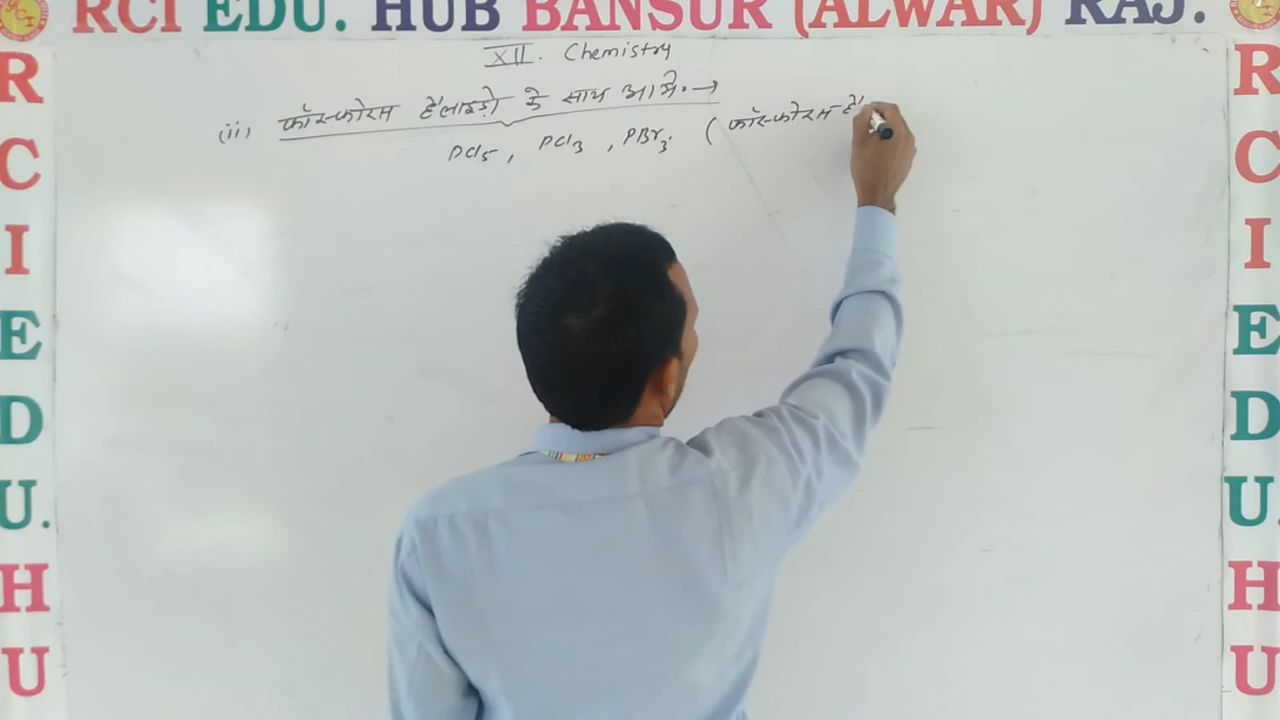 RCI EDU. HUB BANSUR (ALWAR) RAJ.
XII. Chemistry
(ii) फॉस्फोरस हैलाइडो के साथ अभि. →
PCl5, PCl3, PBr3 (फॉस्फोरस है
R
C
I
E
D
U.
H
U
R
C
I
E
D
U.
H
U